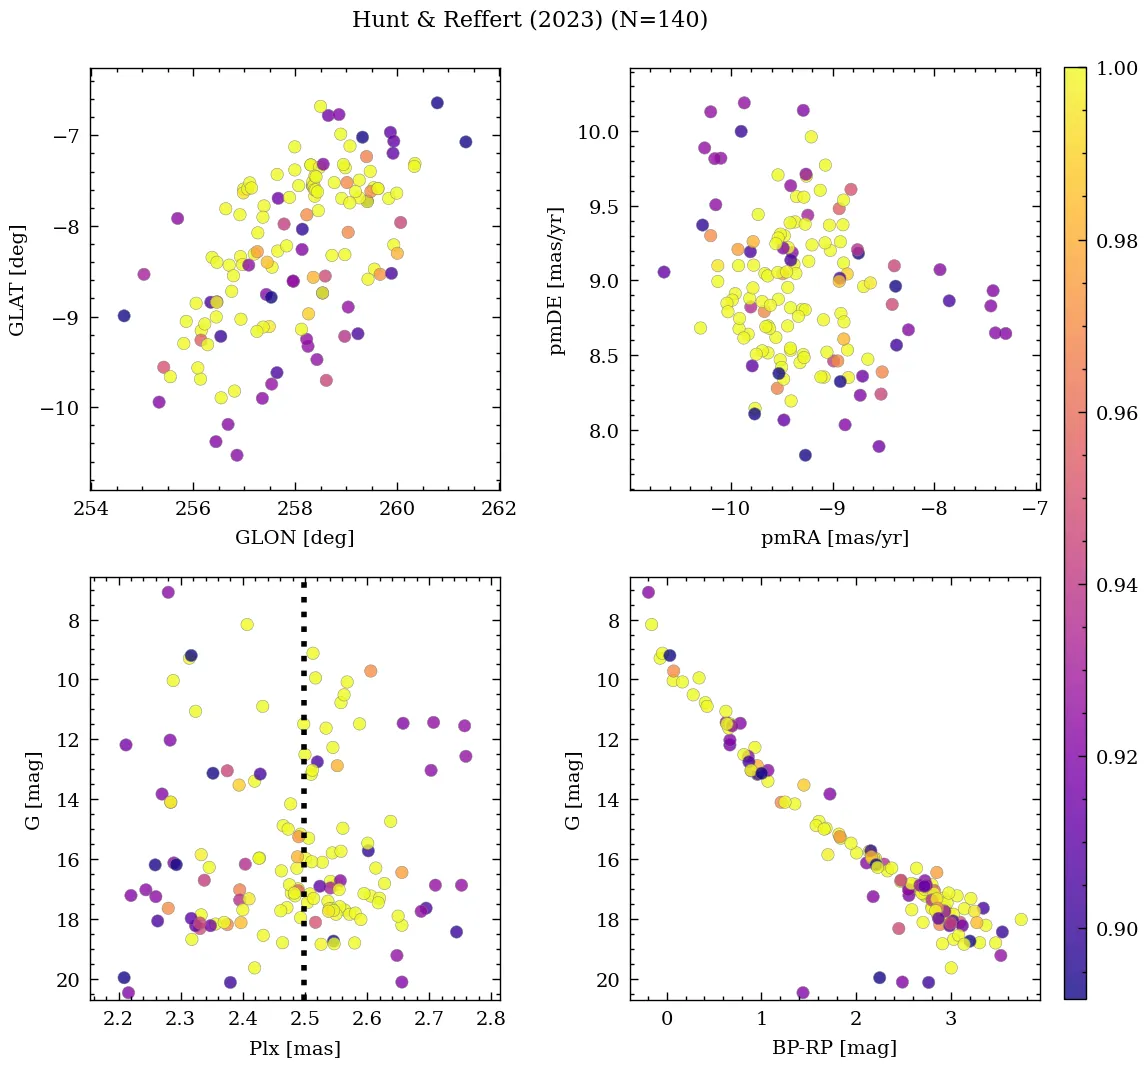 Hunt & Reffert (2023) (N=140)
−7
−8
−9
−10
GLAT [deg]
254 256 258 260 262
GLON [deg]
10.0
9.5
9.0
8.5
8.0
pmDE [mas/yr]
−10 −9 −8 −7
pmRA [mas/yr]
1.00
0.98
0.96
0.94
0.92
0.90
8
10
12
14
16
18
20
G [mag]
2.2 2.3 2.4 2.5 2.6 2.7 2.8
Plx [mas]
8
10
12
14
16
18
20
G [mag]
0 1 2 3
BP-RP [mag]